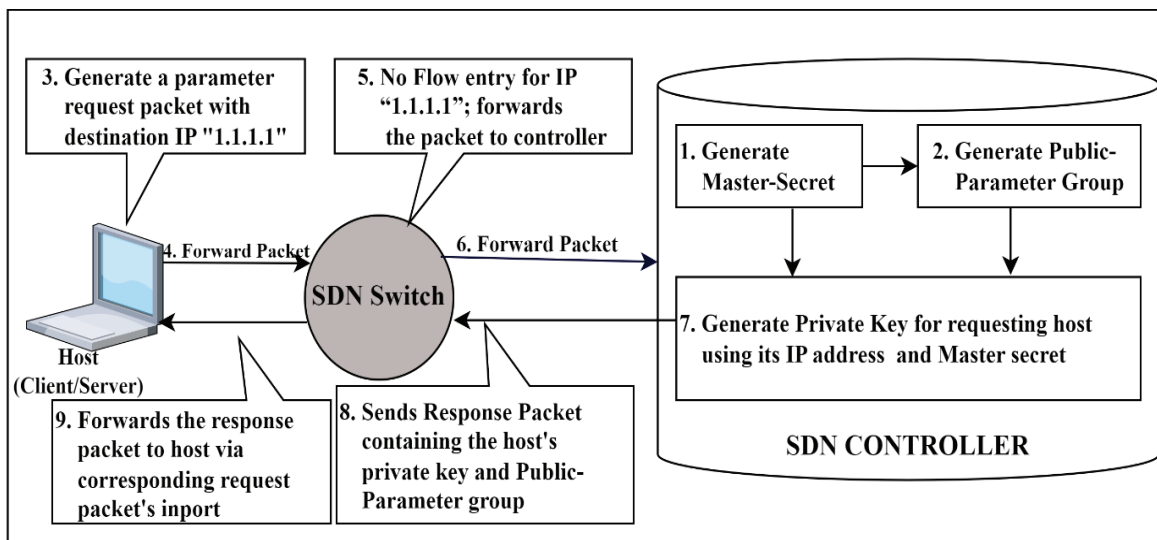 3. Generate a parameter
request packet with
destination IP "1.1.1.1"
5. No Flow entry for IP
“1.1.1.1”; forwards
the packet to controller
1. Generate
Master-Secret
2. Generate Public-
Parameter Group
4. Forward Packet
6. Forward Packet
SDN Switch
7. Generate Private Key for requesting host
using its IP address and Master secret
Host
(Client/Server)
9. Forwards the response
packet to host via
corresponding request
packet's inport
8. Sends Response Packet
containing the host's
private key and Public-
Parameter group
SDN CONTROLLER